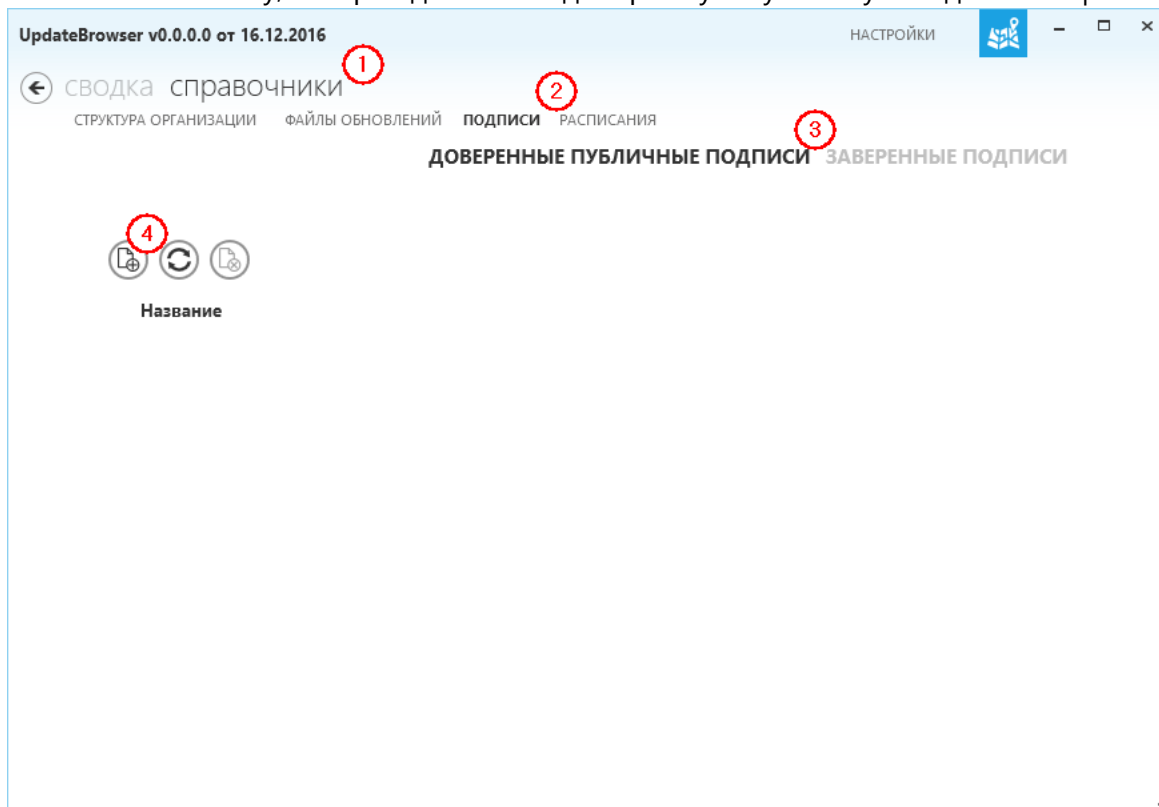 UpdateBrowser v0.0.0.0 от 16.12.2016 НАСТРОЙКИ
1
сводка справочники
2
СТРУКТУРА ОРГАНИЗАЦИИ ФАЙЛЫ ОБНОВЛЕНИЙ ПОДПИСИ РАСПИСАНИЯ
3
ДОВЕРЕННЫЕ ПУБЛИЧНЫЕ ПОДПИСИ ЗАВЕРЕННЫЕ ПОДПИСИ
4
Название